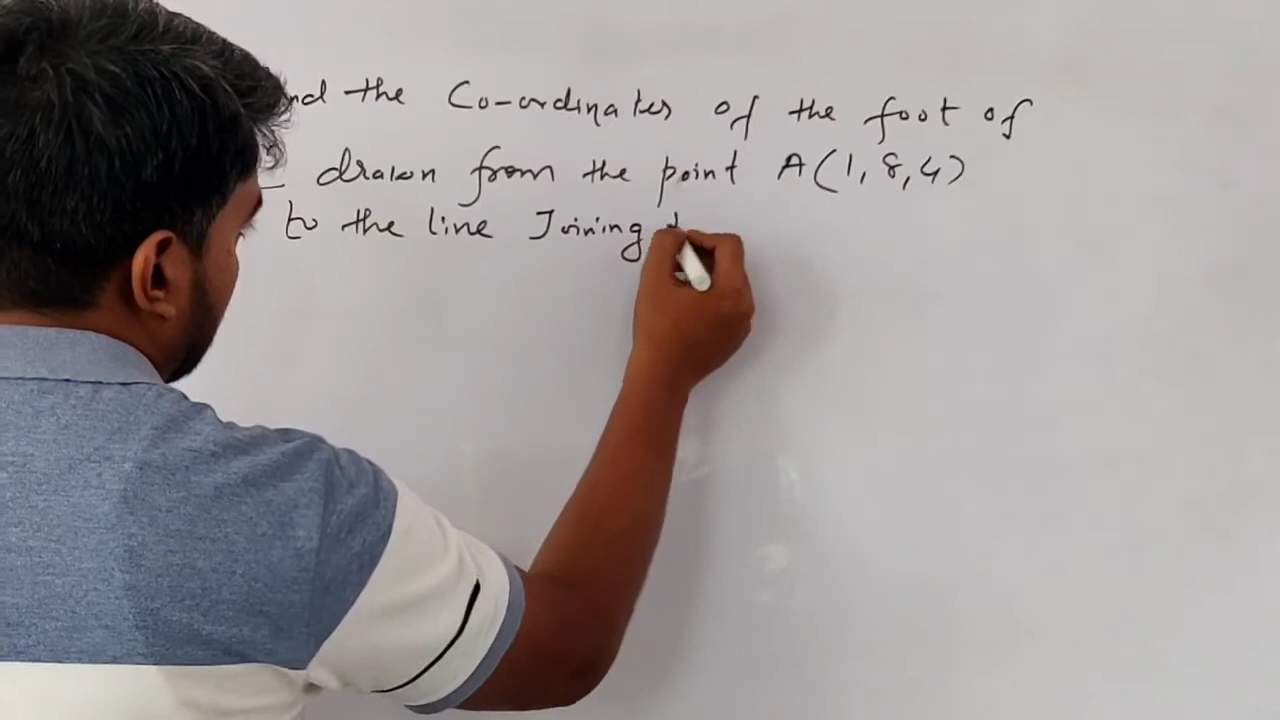 nd the Co-ordinates of the foot of
drawn from the point A(1,8,4)
to the line Joining